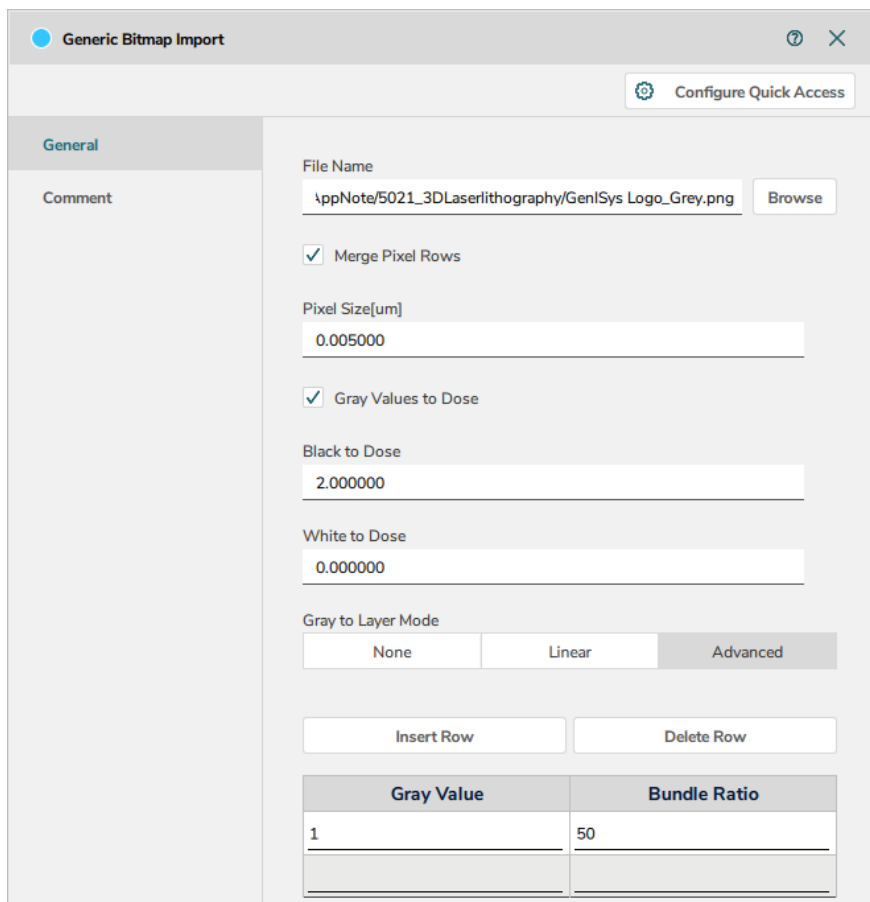 Generic Bitmap Import
Configure Quick Access
General
Comment
File Name
AppNote/5021_3DLaserlithography/GenISys Logo_Grey.png
Browse
Merge Pixel Rows
Pixel Size[um]
0.005000
Gray Values to Dose
Black to Dose
2.000000
White to Dose
0.000000
Gray to Layer Mode
None Linear Advanced
Insert Row Delete Row
Gray Value Bundle Ratio
1 50